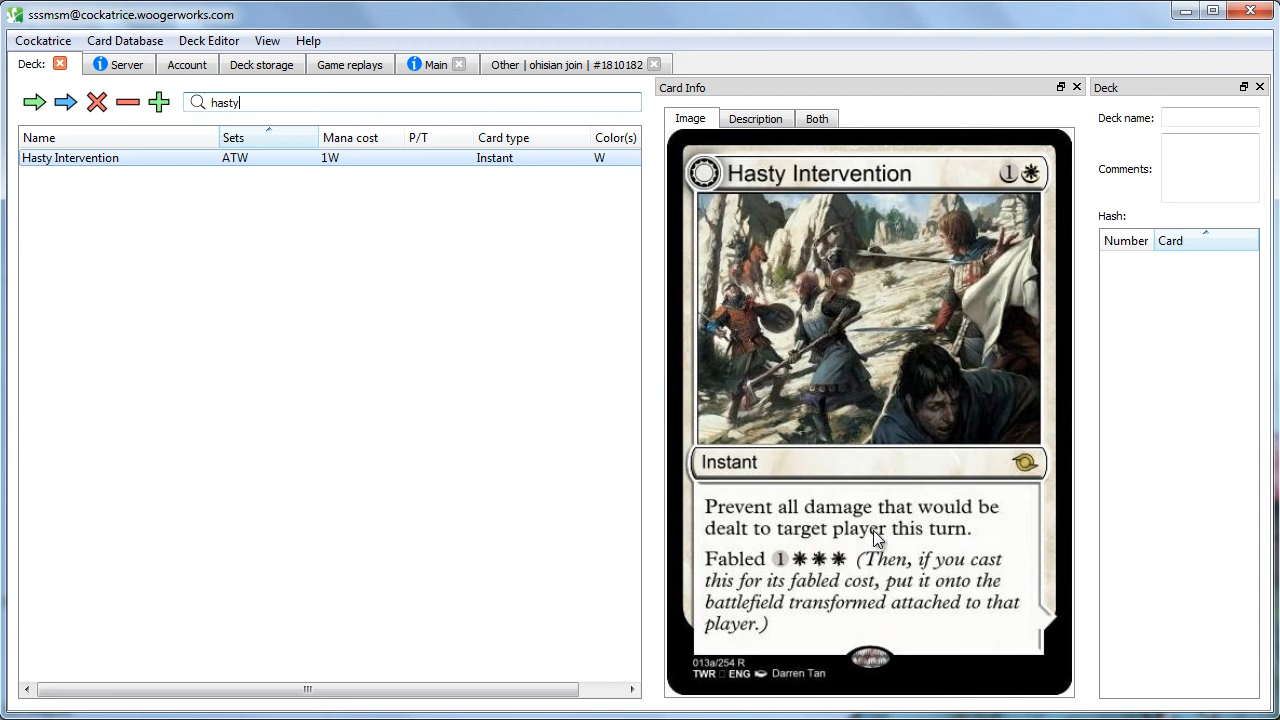 sssmsm@cockatrice.woogerworks.com
Cockatrice Card Database Deck Editor View Help
Deck: Server Account Deck storage Game replays Main Other | ohisian join | #1810182
Card Info
Deck
hasty
Image Description Both
Deck name:
Comments:
Hash:
Number Card
Name Sets Mana cost P/T Card type Color(s)
Hasty Intervention ATW 1W Instant W
Hasty Intervention 1
Instant
Prevent all damage that would be
dealt to target player this turn.
Fabled 1 (Then, if you cast
this for its fabled cost, put it onto the
battlefield transformed attached to that
player.)
013a/254 R
TWR ENG Darren Tan